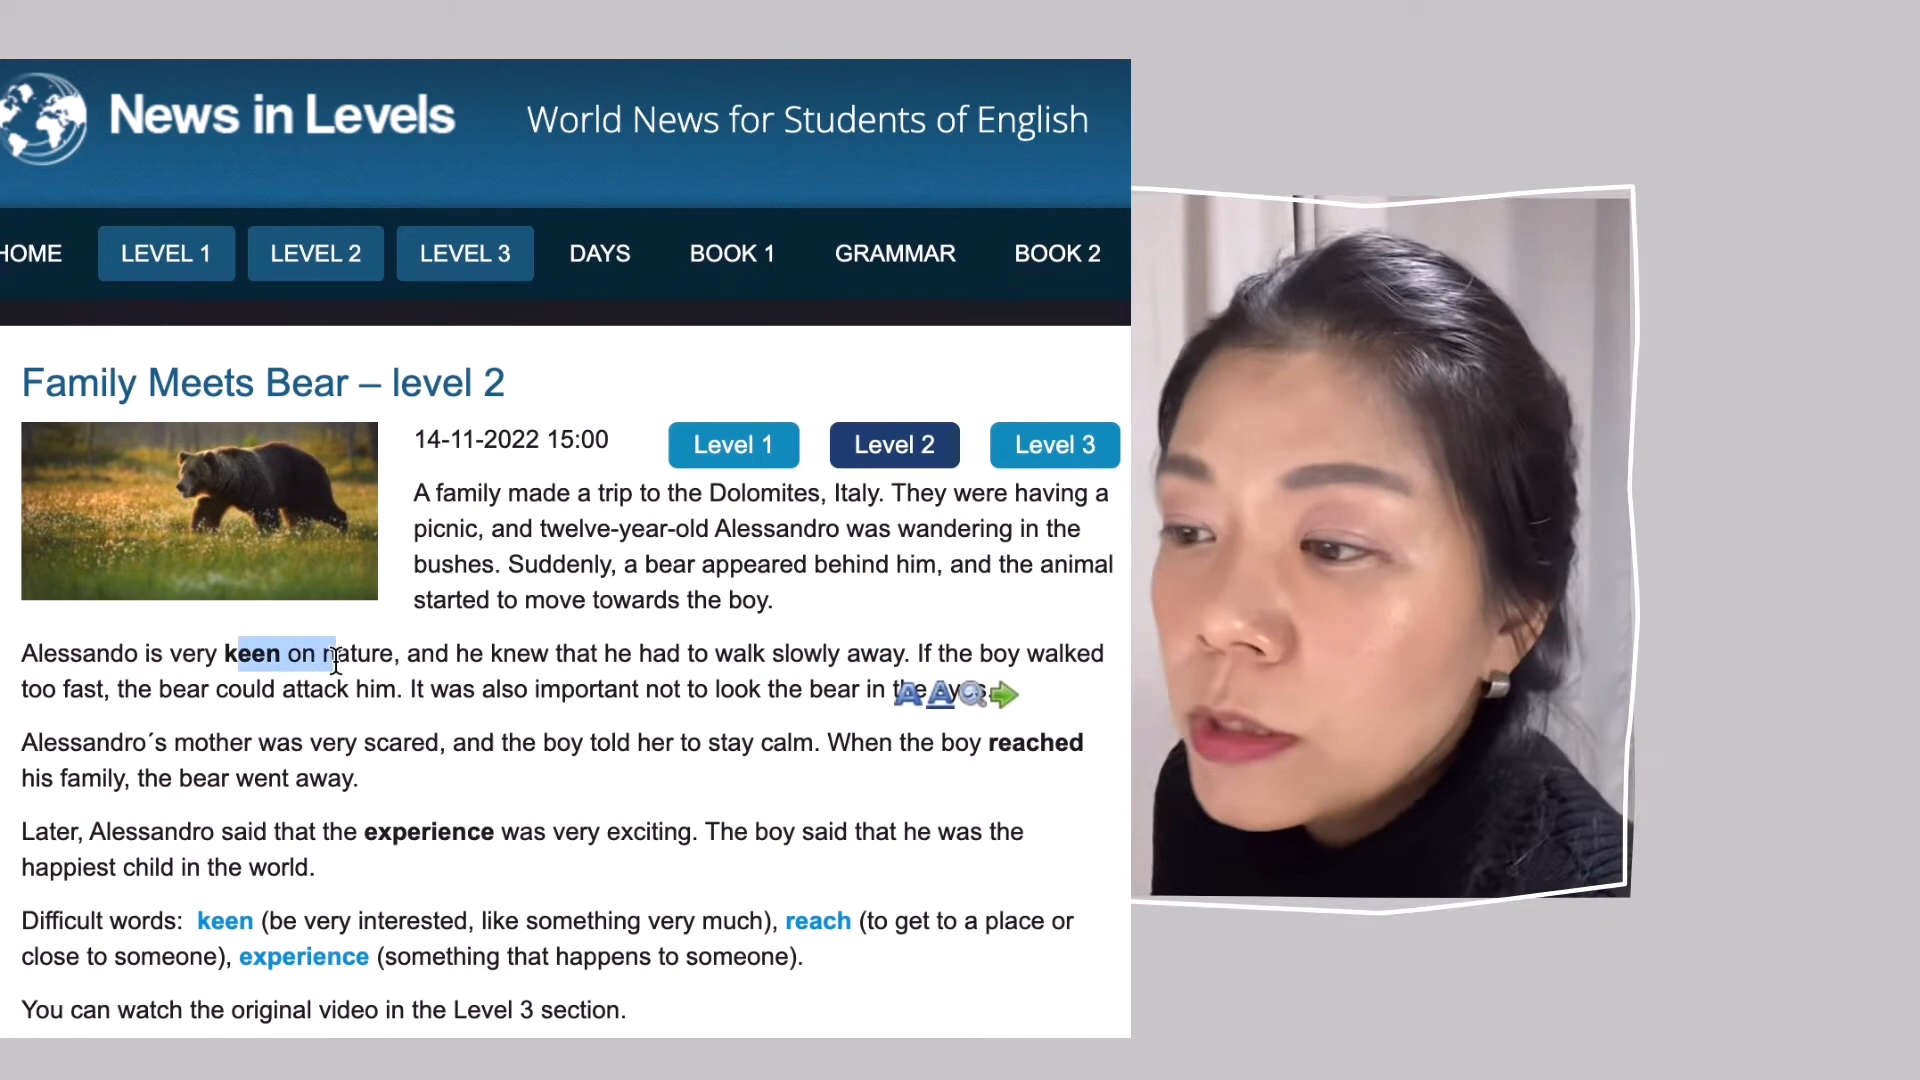 News in Levels
World News for Students of English
HOME LEVEL 1 LEVEL 2 LEVEL 3 DAYS BOOK 1 GRAMMAR BOOK 2
Family Meets Bear – level 2
14-11-2022 15:00
Level 1 Level 2 Level 3
A family made a trip to the Dolomites, Italy. They were having a
picnic, and twelve-year-old Alessandro was wandering in the
bushes. Suddenly, a bear appeared behind him, and the animal
started to move towards the boy.
Alessando is very keen on nature, and he knew that he had to walk slowly away. If the boy walked
too fast, the bear could attack him. It was also important not to look the bear in the
Alessandro´s mother was very scared, and the boy told her to stay calm. When the boy reached
his family, the bear went away.
Later, Alessandro said that the experience was very exciting. The boy said that he was the
happiest child in the world.
Difficult words: keen (be very interested, like something very much), reach (to get to a place or
close to someone), experience (something that happens to someone).
You can watch the original video in the Level 3 section.